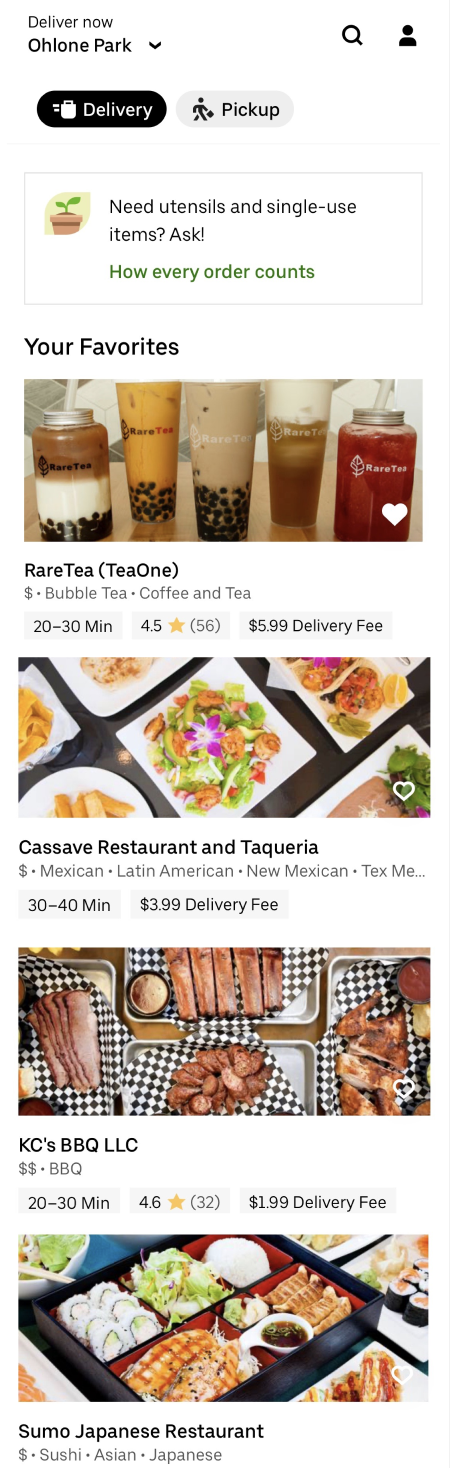 Deliver now
Ohlone Park
Delivery
Pickup
Need utensils and single-use
items? Ask!
How every order counts
Your Favorites
RareTea
RareTea
RareTea
RareTea
RareTea
RareTea (TeaOne)
$ • Bubble Tea • Coffee and Tea
20–30 Min
4.5 (56)
$5.99 Delivery Fee
Cassave Restaurant and Taqueria
$ • Mexican • Latin American • New Mexican • Tex Me...
30–40 Min
$3.99 Delivery Fee
KC's BBQ LLC
$$ • BBQ
20–30 Min
4.6 (32)
$1.99 Delivery Fee
Sumo Japanese Restaurant
$ • Sushi • Asian • Japanese